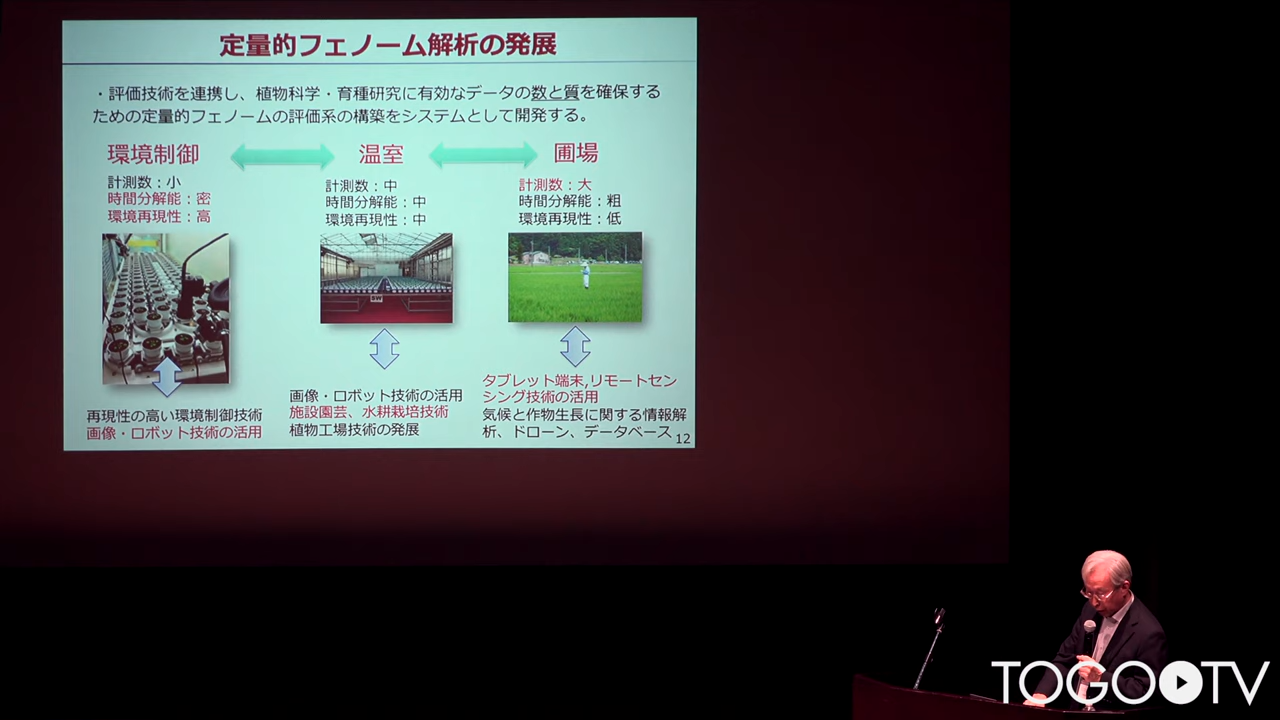 定量的フェノーム解析の発展
・評価技術を連携し、植物科学・育種研究に有効なデータの数と質を確保する
ための定量的フェノームの評価系の構築をシステムとして開発する。
環境制御
計測数：小
時間分解能：密
環境再現性：高
再現性の高い環境制御技術
画像・ロボット技術の活用
温室
計測数：中
時間分解能：中
環境再現性：中
画像・ロボット技術の活用
施設園芸、水耕栽培技術
植物工場技術の発展
圃場
計測数：大
時間分解能：粗
環境再現性：低
タブレット端末,リモートセン
シング技術の活用
気候と作物生長に関する情報解
析、ドローン、データベース
12
TOGOTV